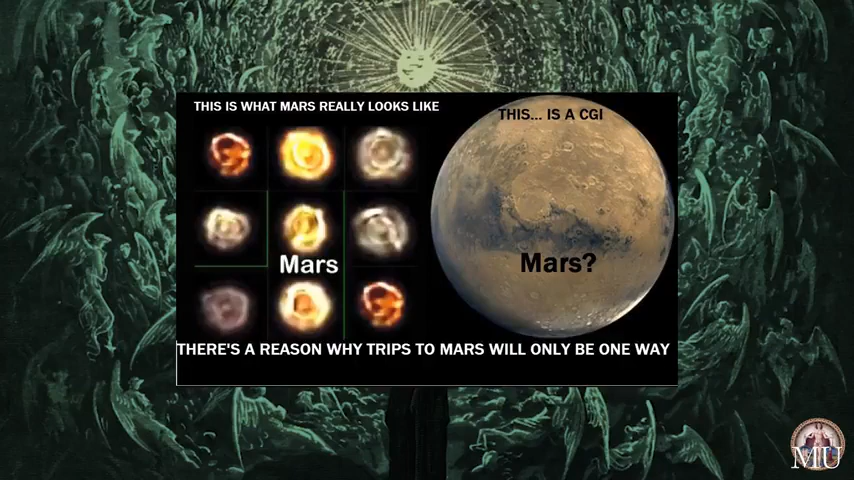 THIS IS WHAT MARS REALLY LOOKS LIKE
THIS... IS A CGI
Mars
Mars?
THERE'S A REASON WHY TRIPS TO MARS WILL ONLY BE ONE WAY
MU